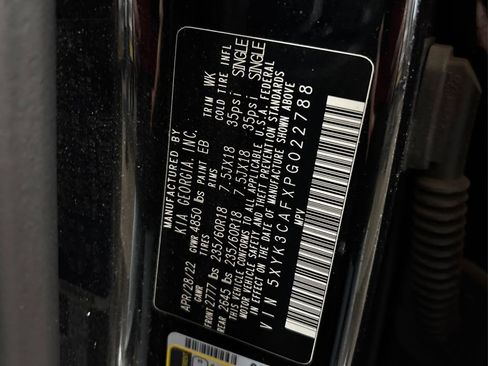 MANUFACTURED BY
KIA GEORGIA, INC.
APR/28/22 GVWR 4850 lbs PAINT EB TRIM WK
GAWR TIRES RIMS COLD TIRE INFL
FRONT 2777 lbs 235/60R18 7.5JX18 35psi SINGLE
REAR 2645 lbs 235/60R18 7.5JX18 35psi SINGLE
THIS VEHICLE CONFORMS TO ALL APPLICABLE U.S.A. FEDERAL
MOTOR VEHICLE SAFETY AND THEFT PREVENTION STANDARDS
IN EFFECT ON THE DATE OF MANUFACTURE SHOWN ABOVE
VIN 5XYK3CAFXPG022788
MPV